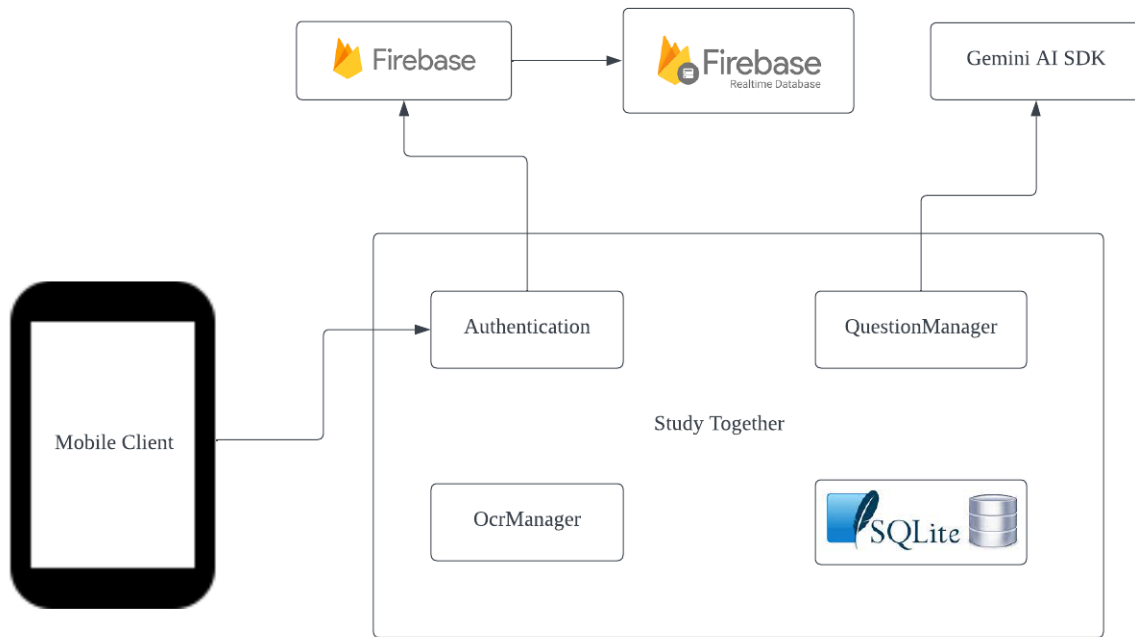 Firebase
Firebase
Realtime Database
Gemini AI SDK
Authentication
QuestionManager
Mobile Client
Study Together
OcrManager
SQLite